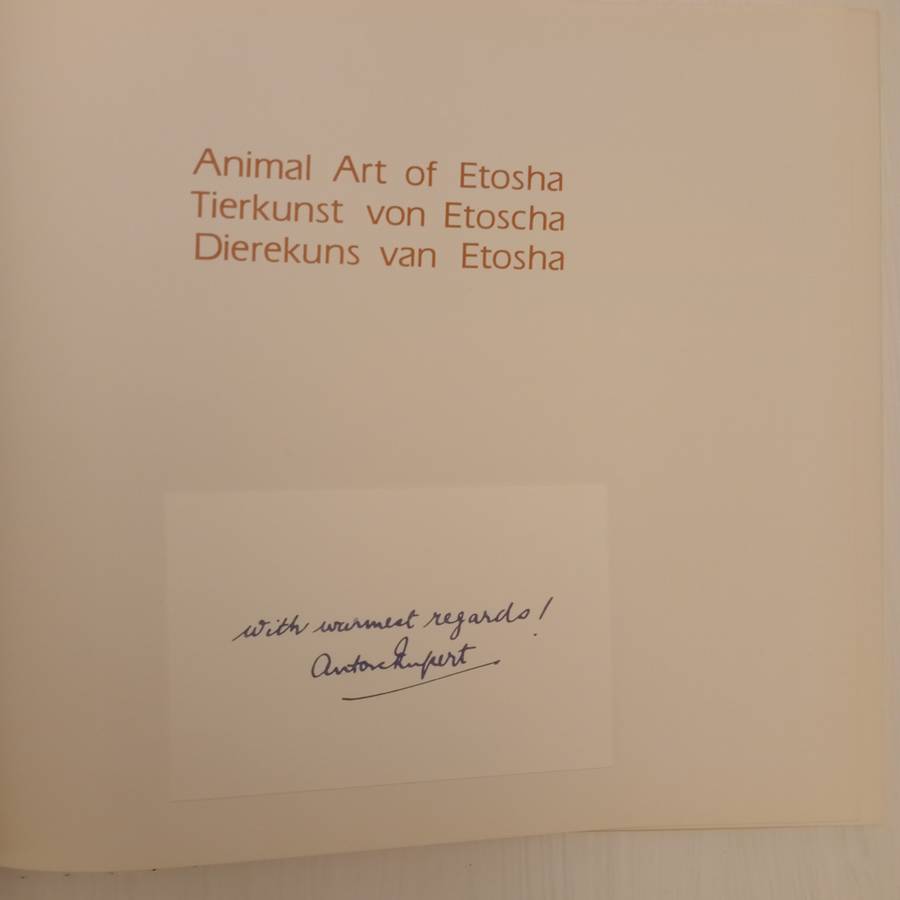 Animal Art of Etosha
Tierkunst von Etoscha
Dierekuns van Etosha
with warmest regards!
Anton Rupert